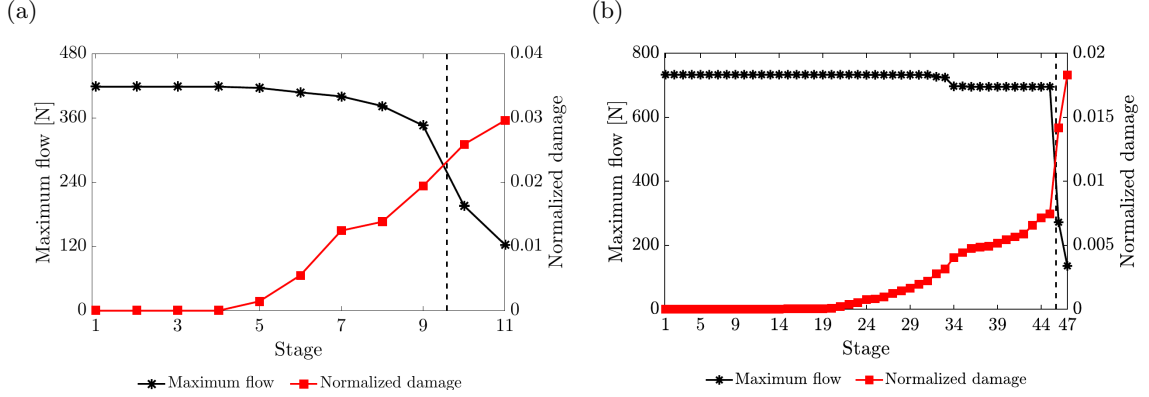 (a)
480
360
240
120
0
Maximum flow [N]
0.04
0.03
0.02
0.01
0
Normalized damage
1 3 5 7 9 11
Stage
Maximum flow Normalized damage
(b)
800
600
400
200
0
Maximum flow [N]
0.02
0.015
0.01
0.005
0
Normalized damage
1 5 9 14 19 24 29 34 39 44 47
Stage
Maximum flow Normalized damage